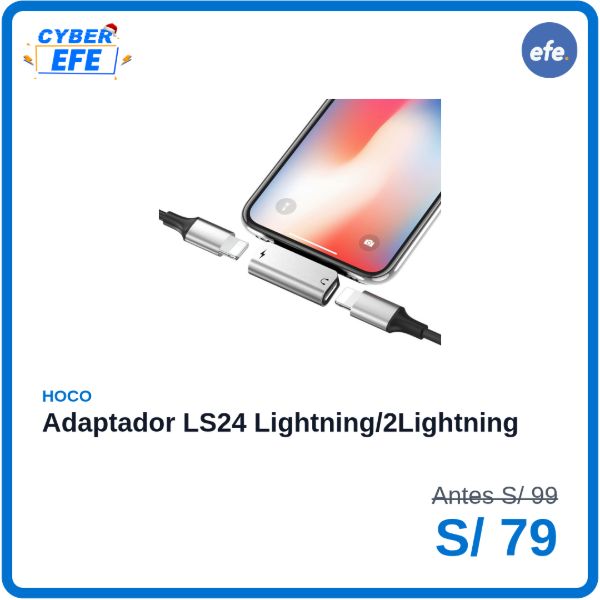 CYBER
EFE
efe.
HOCO
Adaptador LS24 Lightning/2Lightning
Antes S/ 99
S/ 79